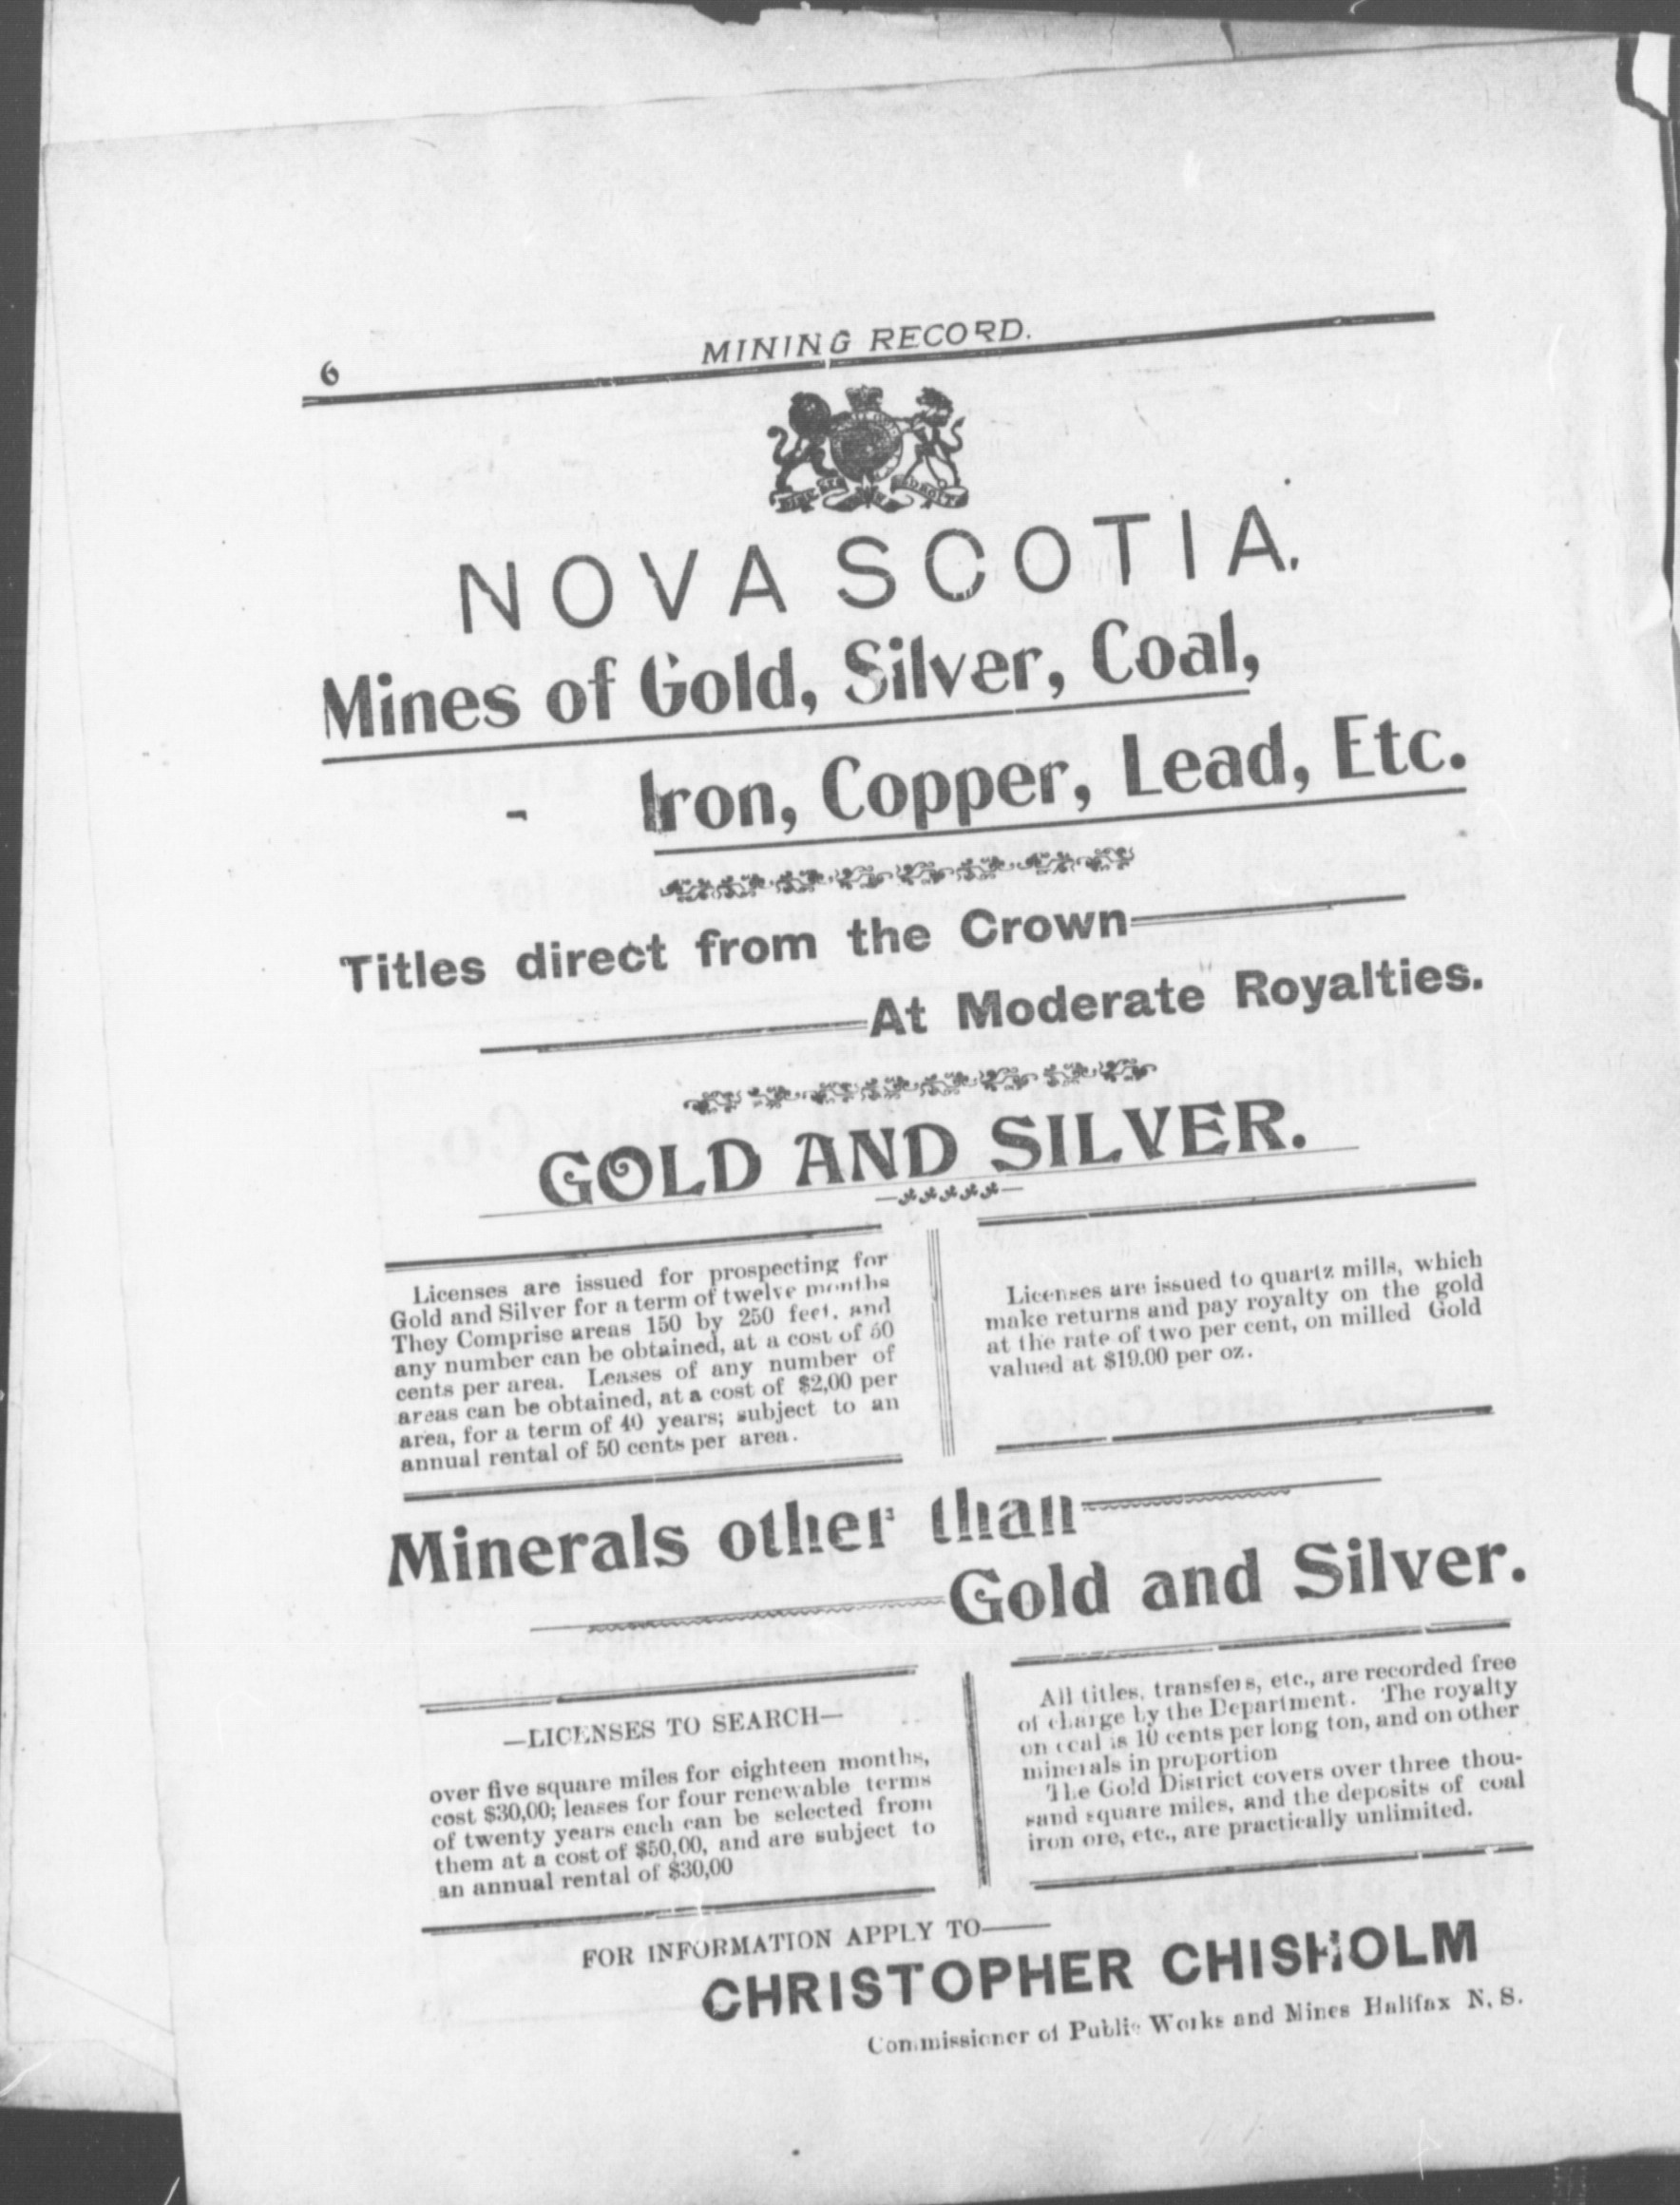 6
MINING RECORD.
NOVA SCOTIA.
Mines of Gold, Silver, Coal,
- Iron, Copper, Lead, Etc.
Titles direct from the Crown
At Moderate Royalties.
GOLD AND SILVER.
Licenses are issued for prospecting for
Gold and Silver for a term of twelve months
They Comprise areas 150 by 250 feet, and
any number can be obtained, at a cost of 50
cents per area. Leases of any number of
areas can be obtained, at a cost of $2,00 per
area, for a term of 40 years; subject to an
annual rental of 50 cents per area.
Licenses are issued to quartz mills, which
make returns and pay royalty on the gold
at the rate of two per cent, on milled Gold
valued at $19.00 per oz.
Minerals other than
Gold and Silver.
—LICENSES TO SEARCH—
over five square miles for eighteen months,
cost $30,00; leases for four renewable terms
of twenty years each can be selected from
them at a cost of $50,00, and are subject to
an annual rental of $30,00
All titles, transfers, etc., are recorded free
of charge by the Department. The royalty
on coal is 10 cents per long ton, and on other
minerals in proportion
The Gold District covers over three thou-
sand square miles, and the deposits of coal
iron ore, etc., are practically unlimited.
FOR INFORMATION APPLY TO——
CHRISTOPHER CHISHOLM
Commissioner of Public Works and Mines Halifax N. S.